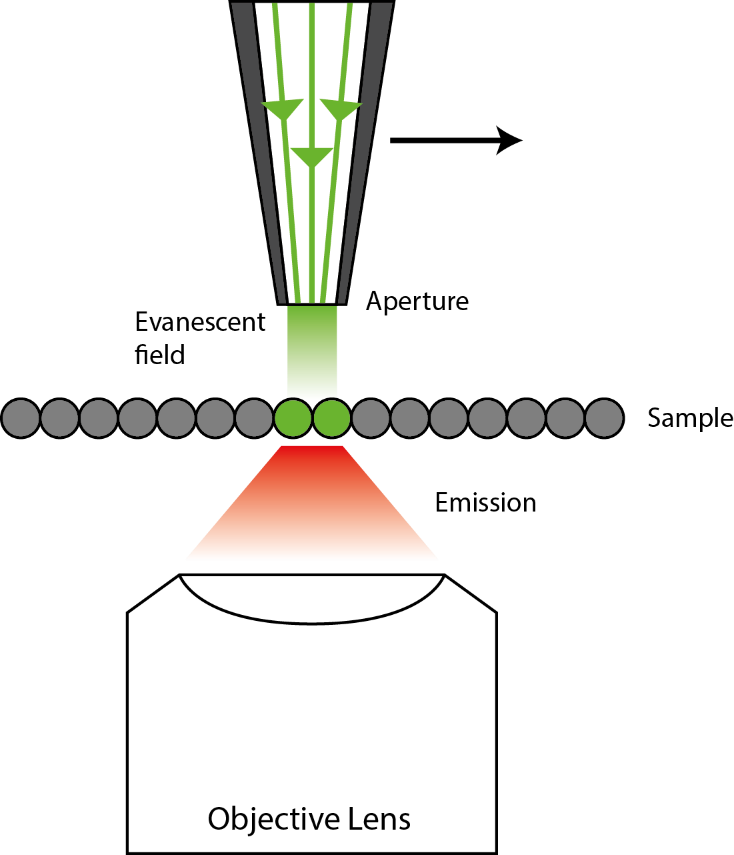 Aperture
Evanescent
field
Sample
Emission
Objective Lens